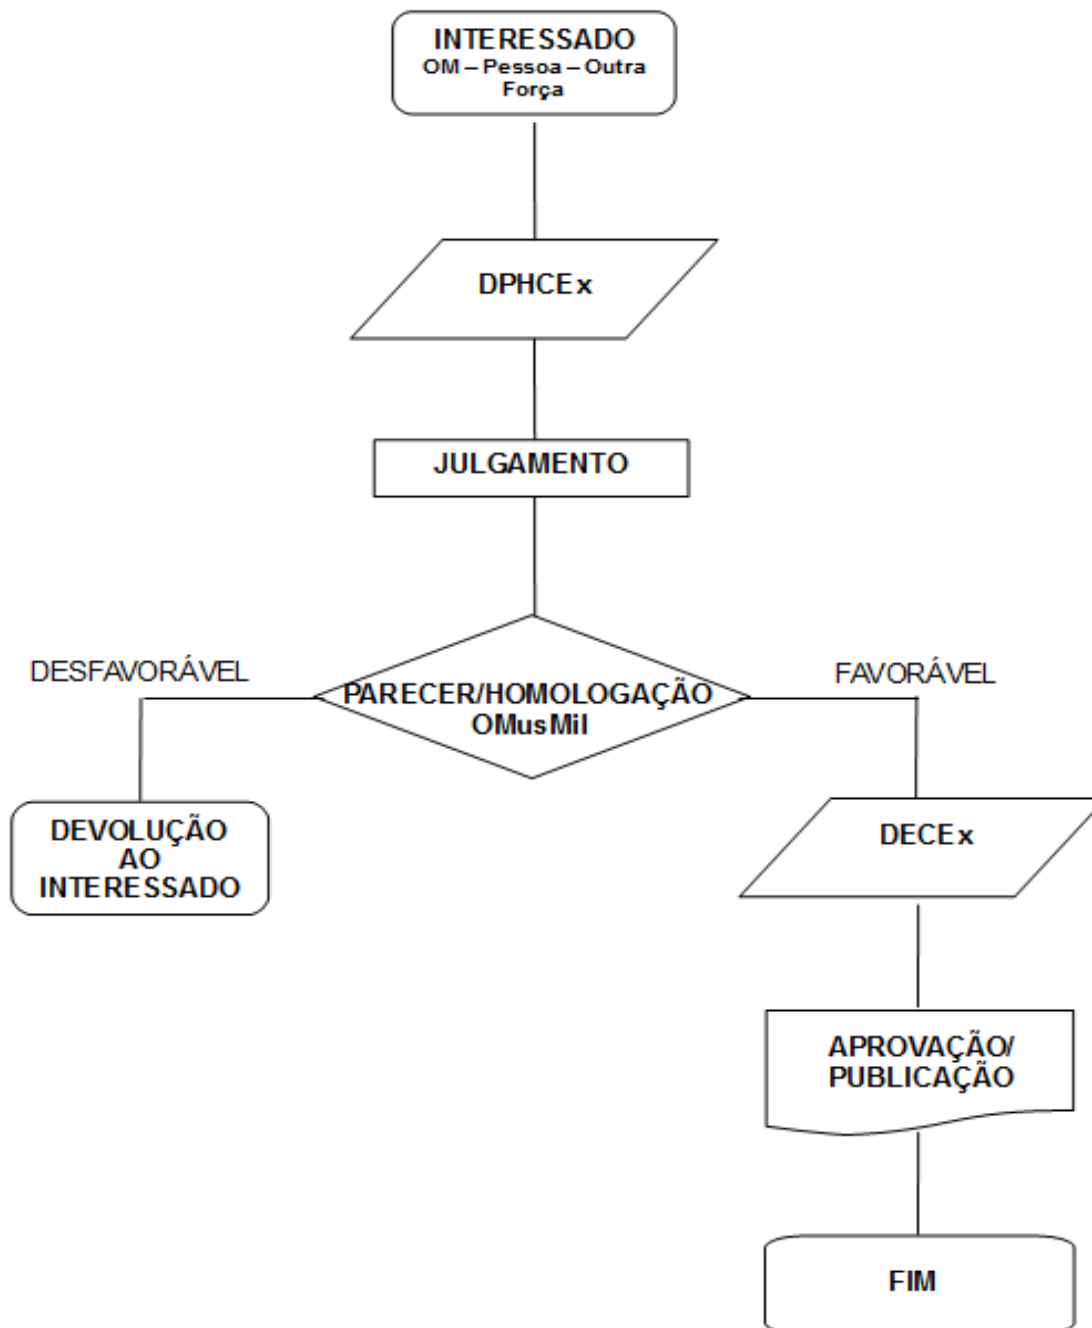 INTERESSADO
OM – Pessoa – Outra
Força
DPHCEx
JULGAMENTO
DESFAVORÁVEL
FAVORÁVEL
PARECER/HOMOLOGAÇÃO
OMusMil
DEVOLUÇÃO
AO
INTERESSADO
DECEx
APROVAÇÃO/
PUBLICAÇÃO
FIM